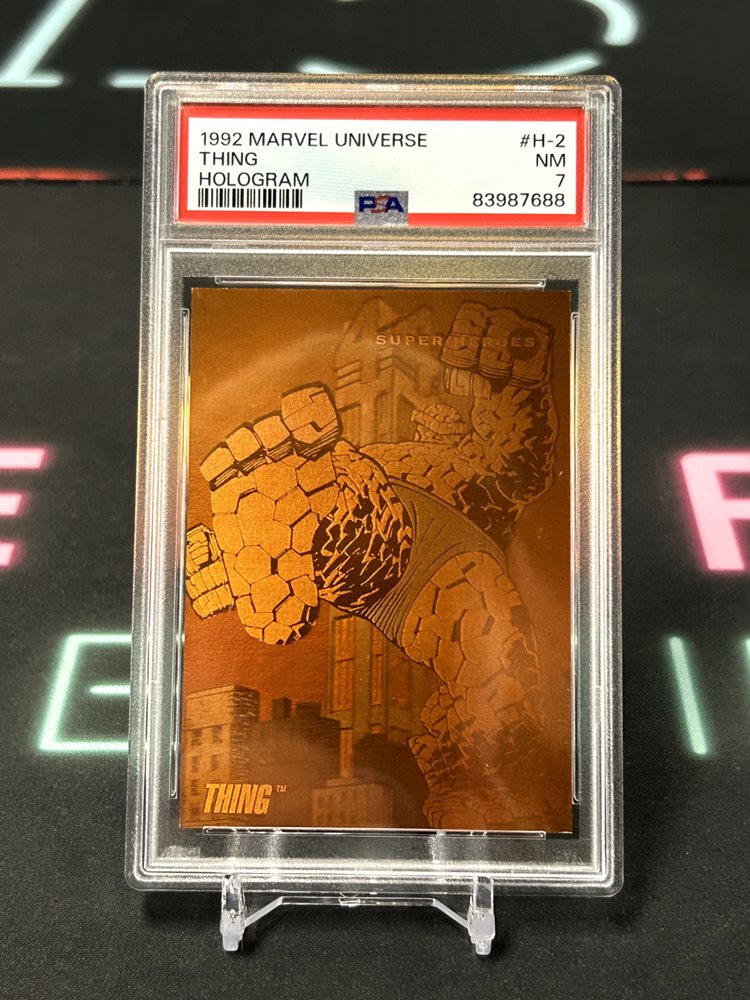 1992 MARVEL UNIVERSE #H-2
THING NM
HOLOGRAM 7
PSA 83987688
SUPER HEROES
THING™